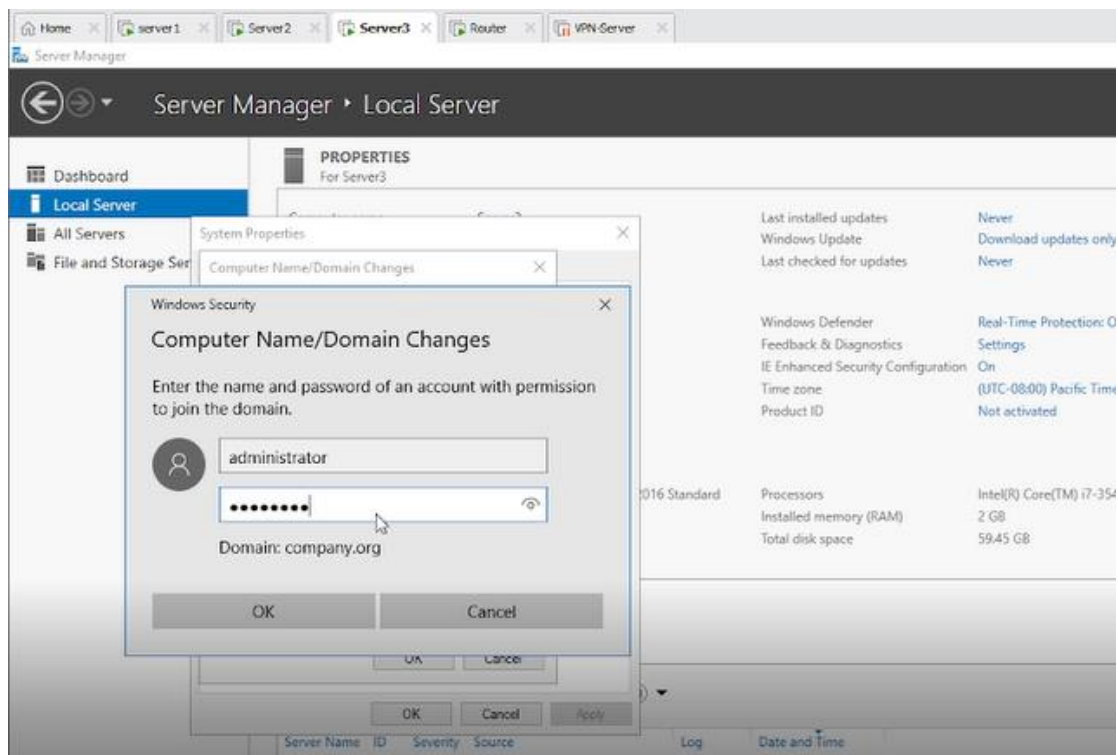 Home
server1
Server2
Server3
Router
VPN-Server
Server Manager
Server Manager • Local Server
Dashboard
Local Server
All Servers
File and Storage Ser
PROPERTIES
For Server3
Last installed updates Never
Windows Update Download updates only
Last checked for updates Never
Windows Defender Real-Time Protection: O
Feedback & Diagnostics Settings
IE Enhanced Security Configuration On
Time zone (UTC-08:00) Pacific Time
Product ID Not activated
2016 Standard
Processors Intel(R) Core(TM) i7-354
Installed memory (RAM) 2 GB
Total disk space 59.45 GB
System Properties
Computer Name/Domain Changes
Windows Security
Computer Name/Domain Changes
Enter the name and password of an account with permission
to join the domain.
administrator
Domain: company.org
OK Cancel
OK Cancel
OK Cancel Apply
Server Name ID Severity Source Log Date and Time